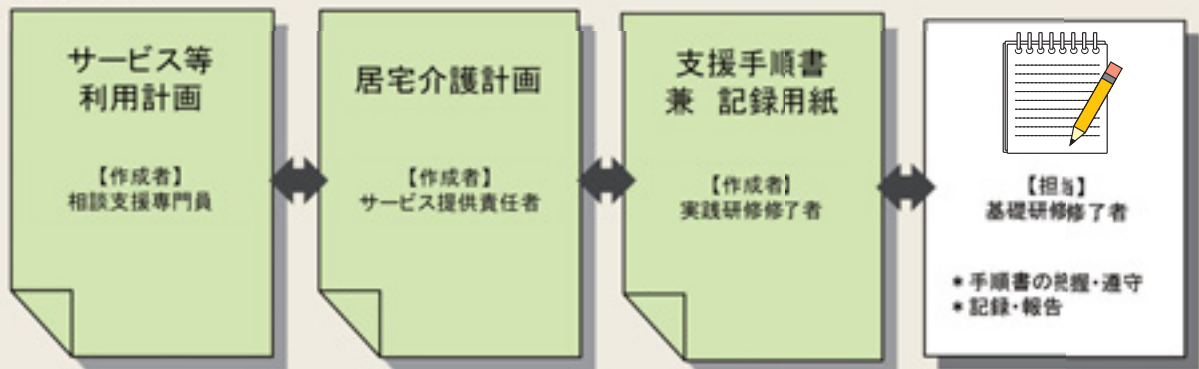 サービス等
利用計画
【作成者】
相談支援専門員
居宅介護計画
【作成者】
サービス提供責任者
支援手順書
兼 記録用紙
【作成者】
実践研修修了者
【担当】
基礎研修修了者
*手順書の把握・遵守
*記録・報告